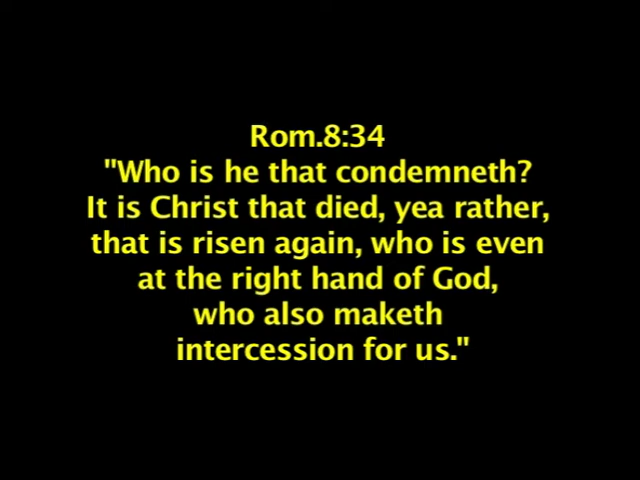 Rom.8:34
"Who is he that condemneth?
It is Christ that died, yea rather,
that is risen again, who is even
at the right hand of God,
who also maketh
intercession for us."